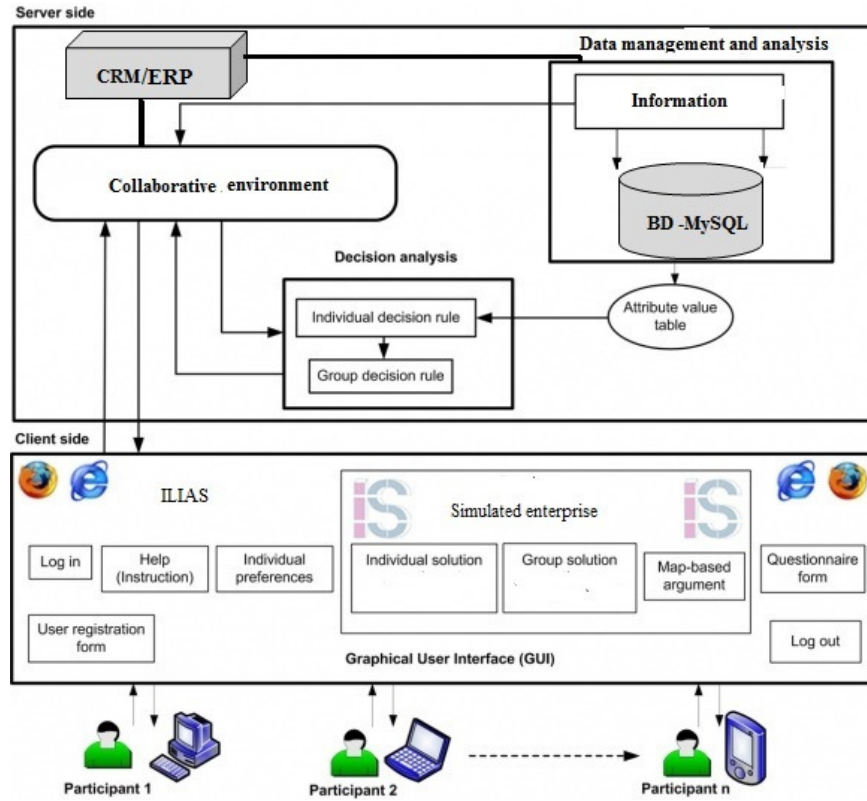 Server side
Data management and analysis
CRM/ERP
Information
Collaborative environment
BD -MySQL
Decision analysis
Individual decision rule
Attribute value
table
Group decision rule
Client side
ILIAS
iS
Simulated enterprise
iS
Log in
Help
(Instruction)
Individual
preferences
Individual solution
Group solution
Map-based
argument
Questionnaire
form
User registration
form
Log out
Graphical User Interface (GUI)
Participant 1
Participant 2
Participant n